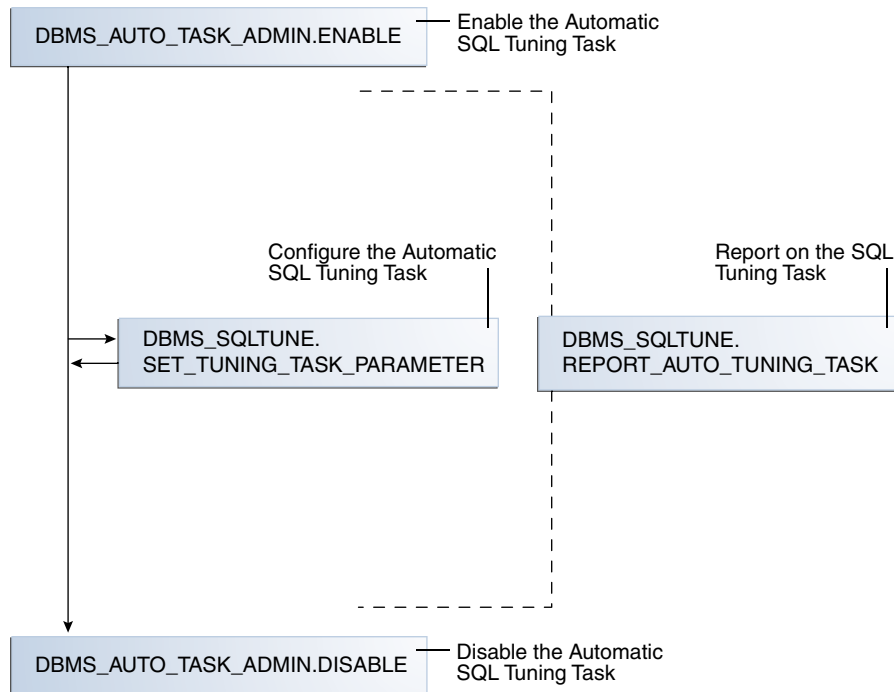 DBMS_AUTO_TASK_ADMIN.ENABLE
Enable the Automatic
SQL Tuning Task
Configure the Automatic
SQL Tuning Task
Report on the SQL
Tuning Task
DBMS_SQLTUNE.
SET_TUNING_TASK_PARAMETER
DBMS_SQLTUNE.
REPORT_AUTO_TUNING_TASK
DBMS_AUTO_TASK_ADMIN.DISABLE
Disable the Automatic
SQL Tuning Task